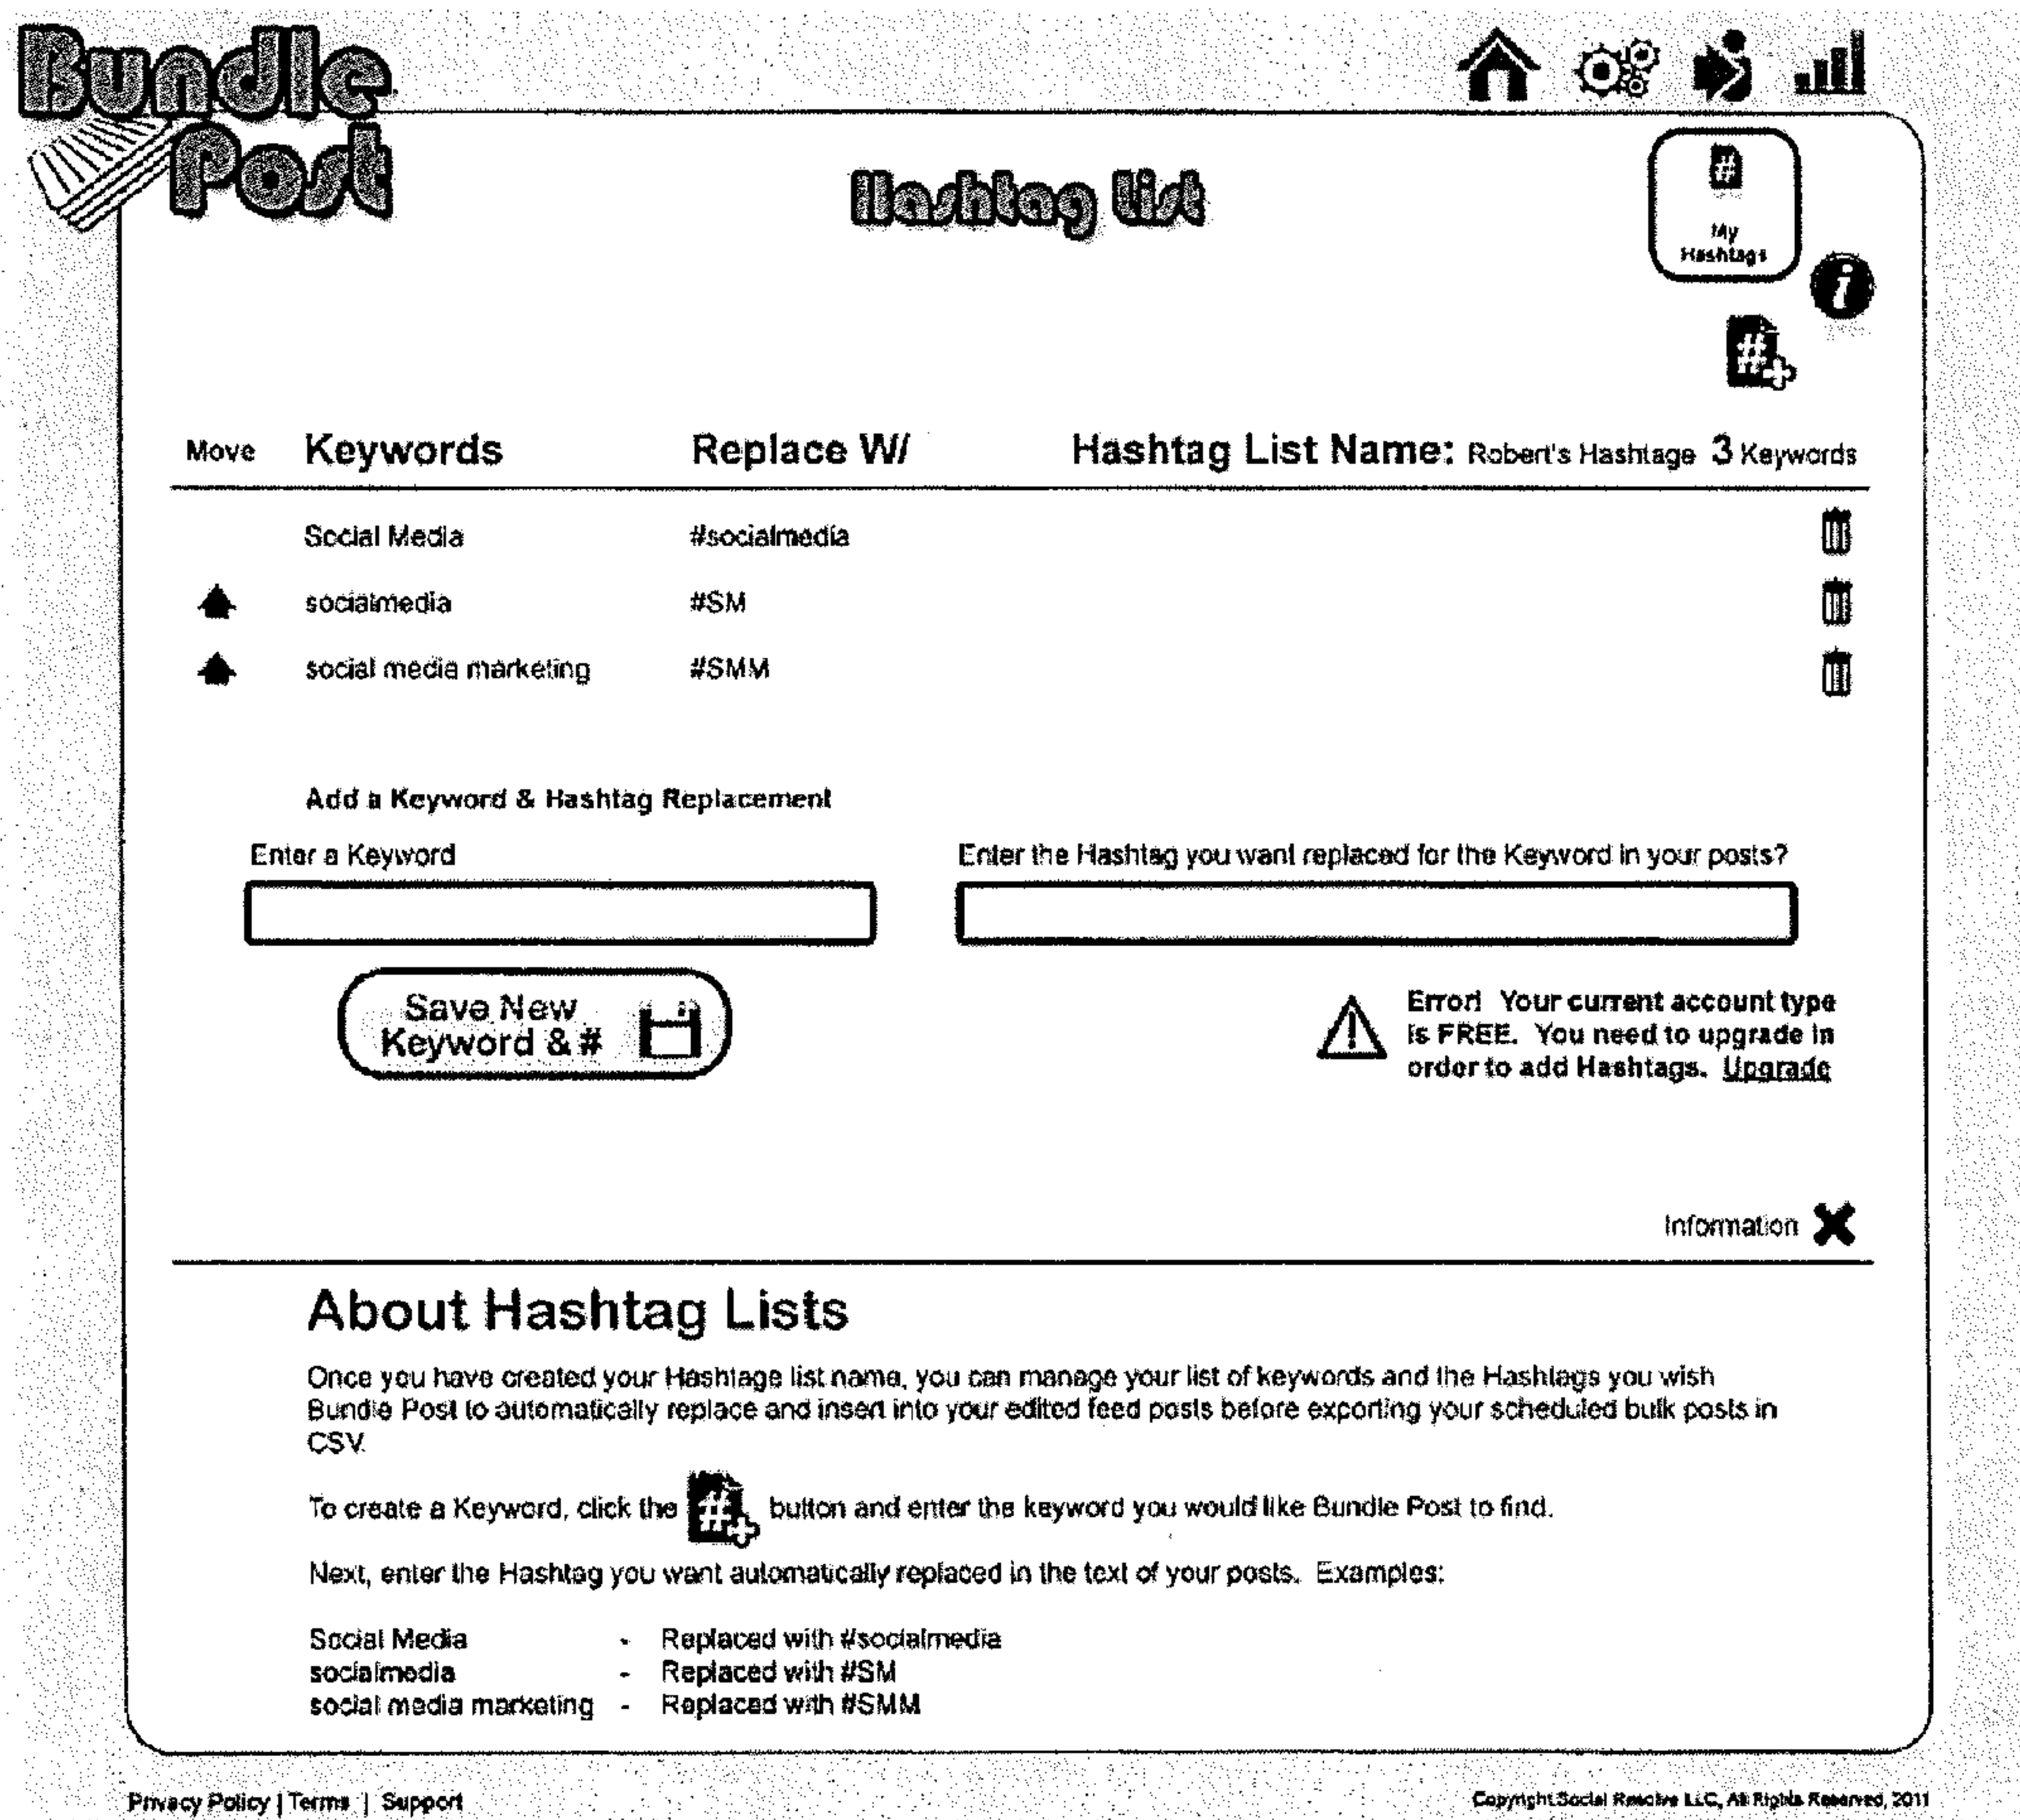 Bundle
Post
Hashtag List
#
My
Hashtags
i
#
Move Keywords Replace W/ Hashtag List Name: Robert's Hashtage 3 Keywords
Social Media #socialmedia
socialmedia #SM
social media marketing #SMM
Add a Keyword & Hashtag Replacement
Enter a Keyword Enter the Hashtag you want replaced for the Keyword in your posts?
Save New
Keyword & #
Error! Your current account type
is FREE. You need to upgrade in
order to add Hashtags. Upgrade
Information
About Hashtag Lists
Once you have created your Hashtage list name, you can manage your list of keywords and the Hashtags you wish
Bundle Post to automatically replace and insert into your edited feed posts before exporting your scheduled bulk posts in
CSV.
To create a Keyword, click the # button and enter the keyword you would like Bundle Post to find.
Next, enter the Hashtag you want automatically replaced in the text of your posts. Examples:
Social Media - Replaced with #socialmedia
socialmedia - Replaced with #SM
social media marketing - Replaced with #SMM
Privacy Policy | Terms | Support Copyright Social Resolve LLC, All Rights Reserved, 2011